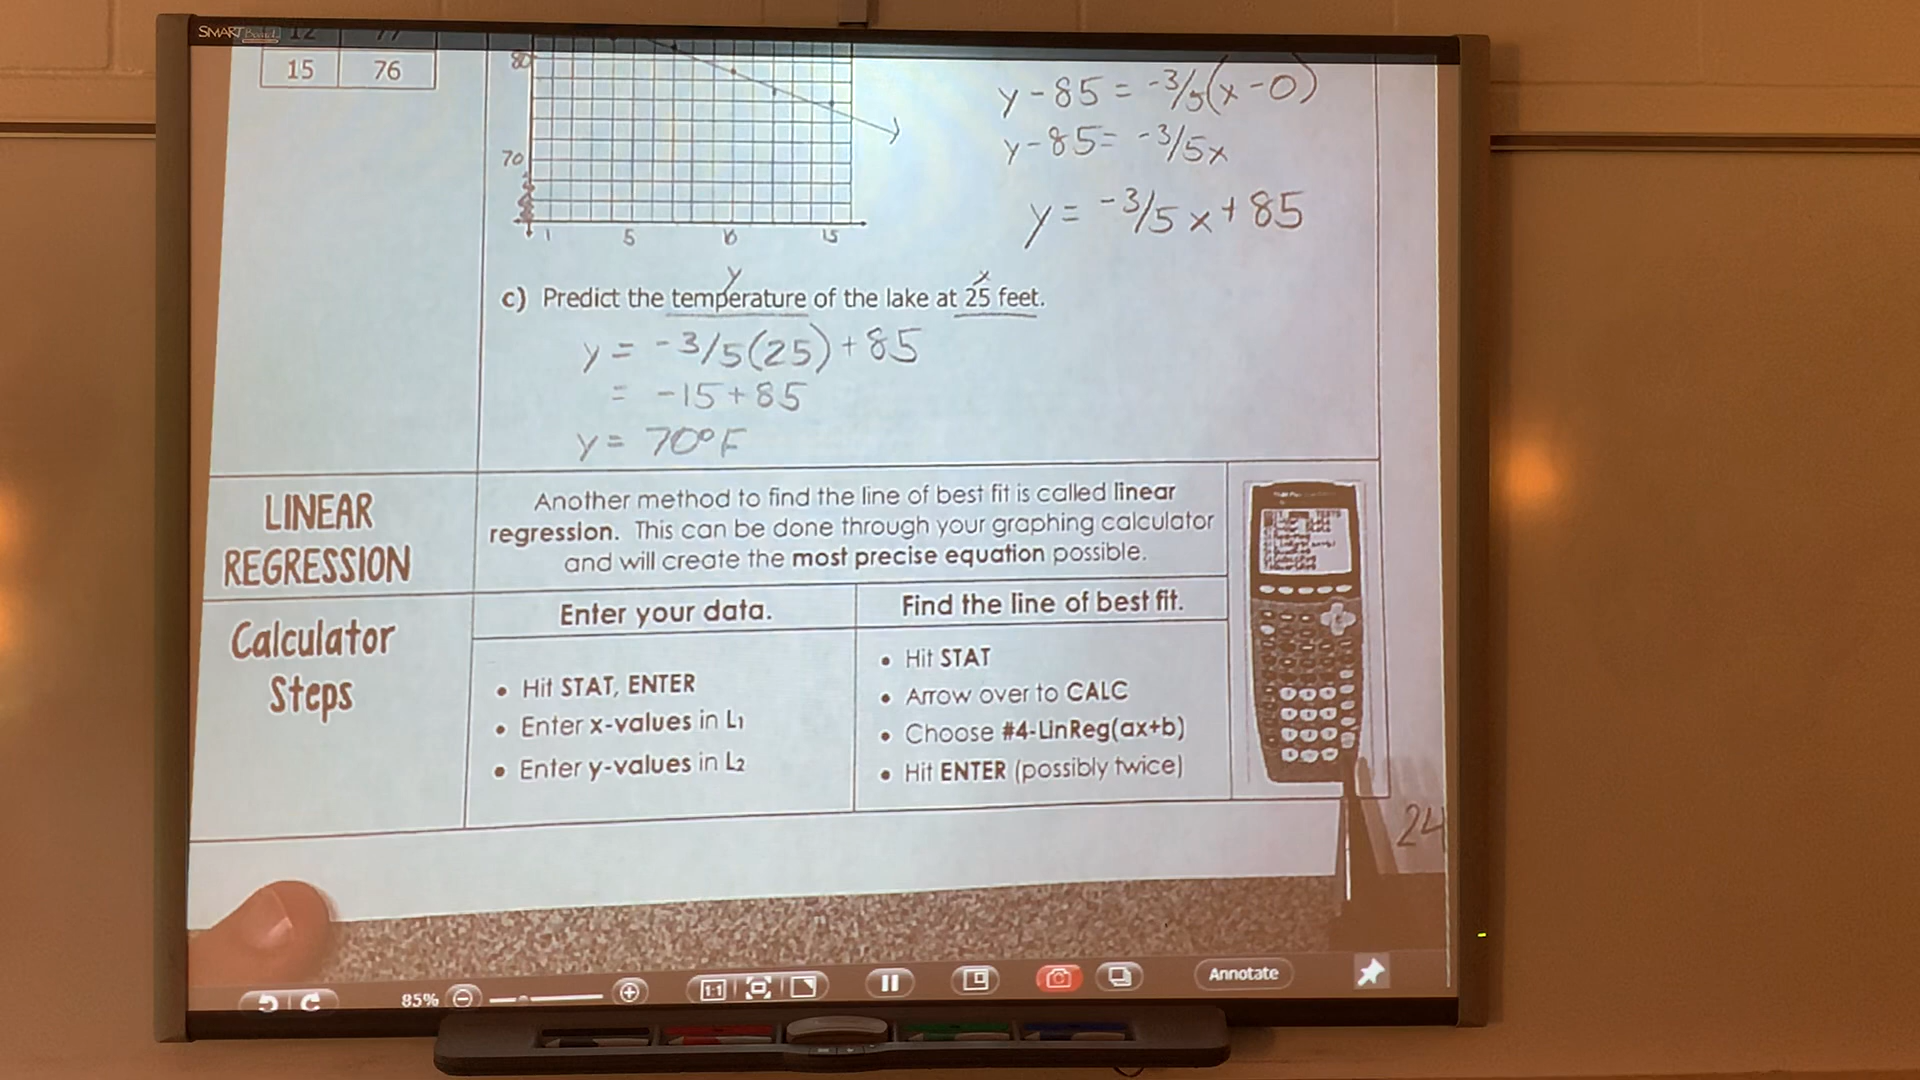 SMART Board
12 77
15 76
80
70
1 5 10 15
y - 85 = -3/5(x - 0)
y - 85 = -3/5x
y = -3/5 x + 85
y
x
c) Predict the temperature of the lake at 25 feet.
y = -3/5(25) + 85
= -15 + 85
y = 70°F
LINEAR
REGRESSION
Another method to find the line of best fit is called linear
regression. This can be done through your graphing calculator
and will create the most precise equation possible.
Calculator
Steps
Enter your data.
• Hit STAT, ENTER
• Enter x-values in L1
• Enter y-values in L2
Find the line of best fit.
• Hit STAT
• Arrow over to CALC
• Choose #4-LinReg(ax+b)
• Hit ENTER (possibly twice)
24
85%
1:1
Annotate